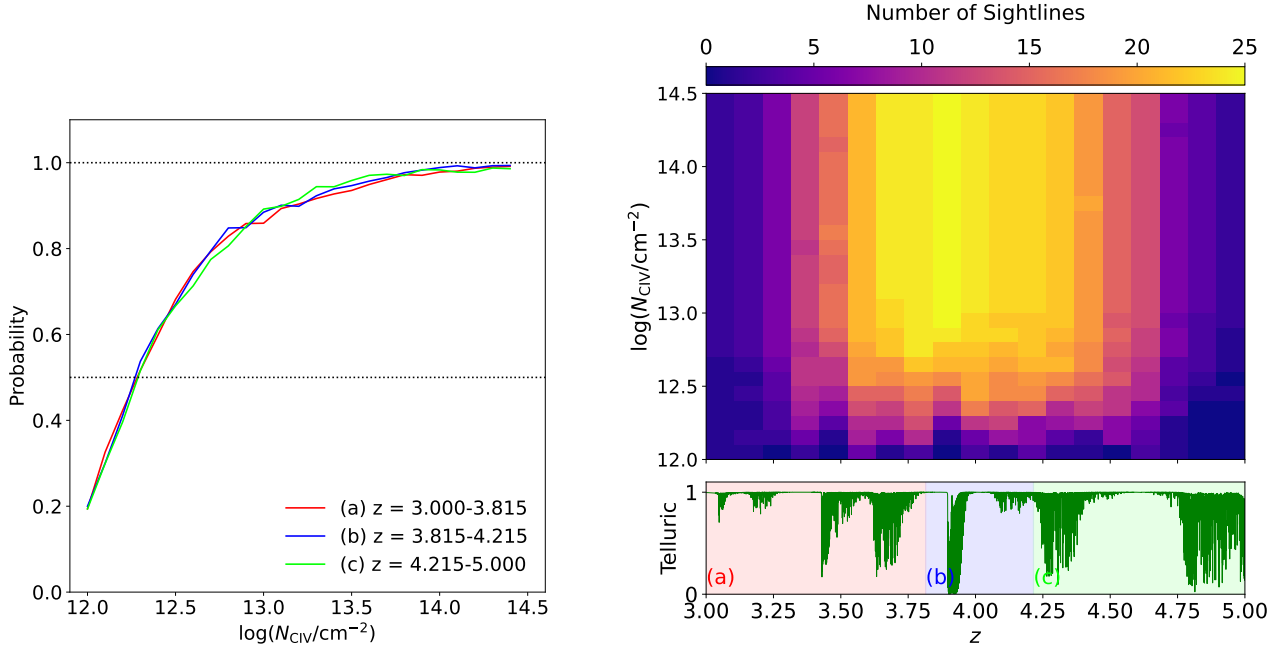 Probability
1.0
0.8
0.6
0.4
0.2
0.0
(a) z = 3.000-3.815
(b) z = 3.815-4.215
(c) z = 4.215-5.000
12.0 12.5 13.0 13.5 14.0 14.5
log(N_CIV/cm⁻²)
Number of Sightlines
0 5 10 15 20 25
log(N_CIV/cm⁻²)
14.5
14.0
13.5
13.0
12.5
12.0
Telluric
1
0
(a) (b) (c)
3.00 3.25 3.50 3.75 4.00 4.25 4.50 4.75 5.00
z